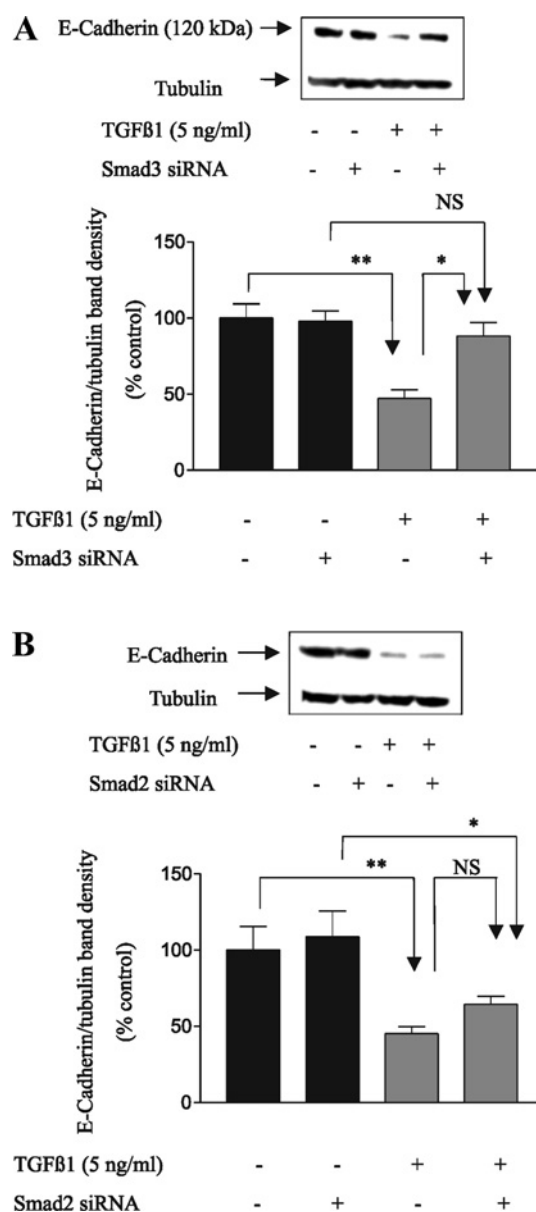 A
E-Cadherin (120 kDa)
Tubulin
TGFß1 (5 ng/ml) - - + +
Smad3 siRNA - + - +
NS
** *
150
100
50
0
E-Cadherin/tubulin band density
(% control)
TGFß1 (5 ng/ml) - - + +
Smad3 siRNA - + - +
B
E-Cadherin
Tubulin
TGFß1 (5 ng/ml) - - + +
Smad2 siRNA - + - +
*
** NS
150
100
50
0
E-Cadherin/tubulin band density
(% control)
TGFß1 (5 ng/ml) - - + +
Smad2 siRNA - + - +